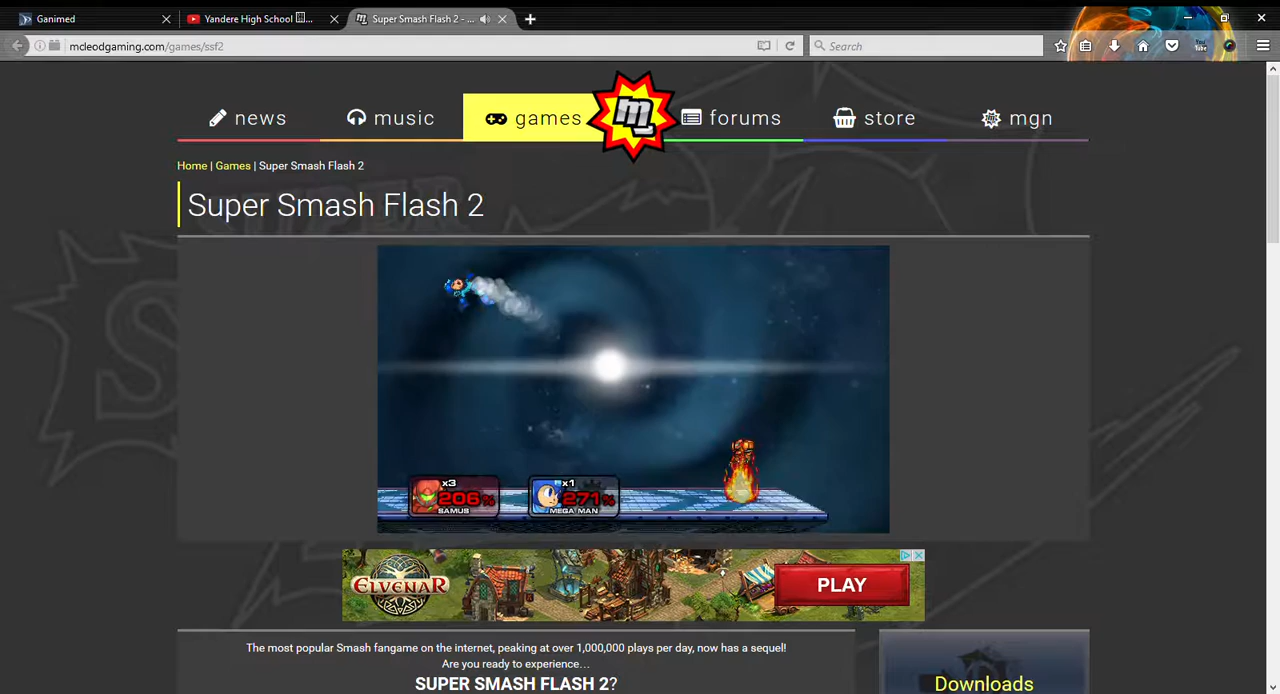 Ganimed
Yandere High School
Super Smash Flash 2 - ...
mcleodgaming.com/games/ssf2
Search
You
Tube
news
music
games
forums
store
mgn
Home | Games | Super Smash Flash 2
Super Smash Flash 2
x3
206%
SAMUS
x1
271%
MEGA MAN
ELVENAR
PLAY
The most popular Smash fangame on the internet, peaking at over 1,000,000 plays per day, now has a sequel!
Are you ready to experience…
SUPER SMASH FLASH 2?
Downloads